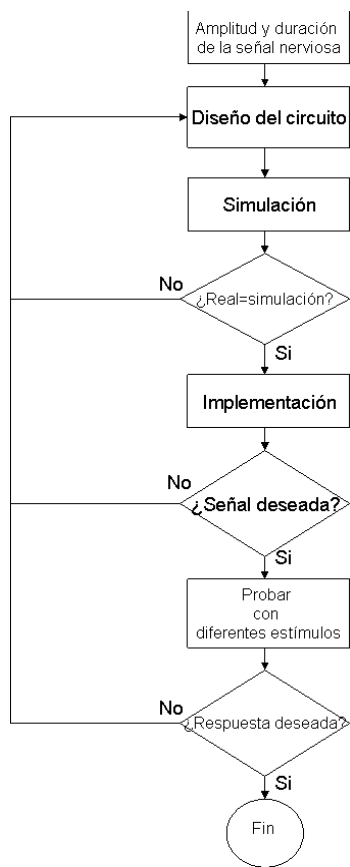 Amplitud y duración
de la señal nerviosa
Diseño del circuito
Simulación
No
¿Real=simulación?
Si
Implementación
No
¿Señal deseada?
Si
Probar
con
diferentes estímulos
No
¿Respuesta deseada?
Si
Fin